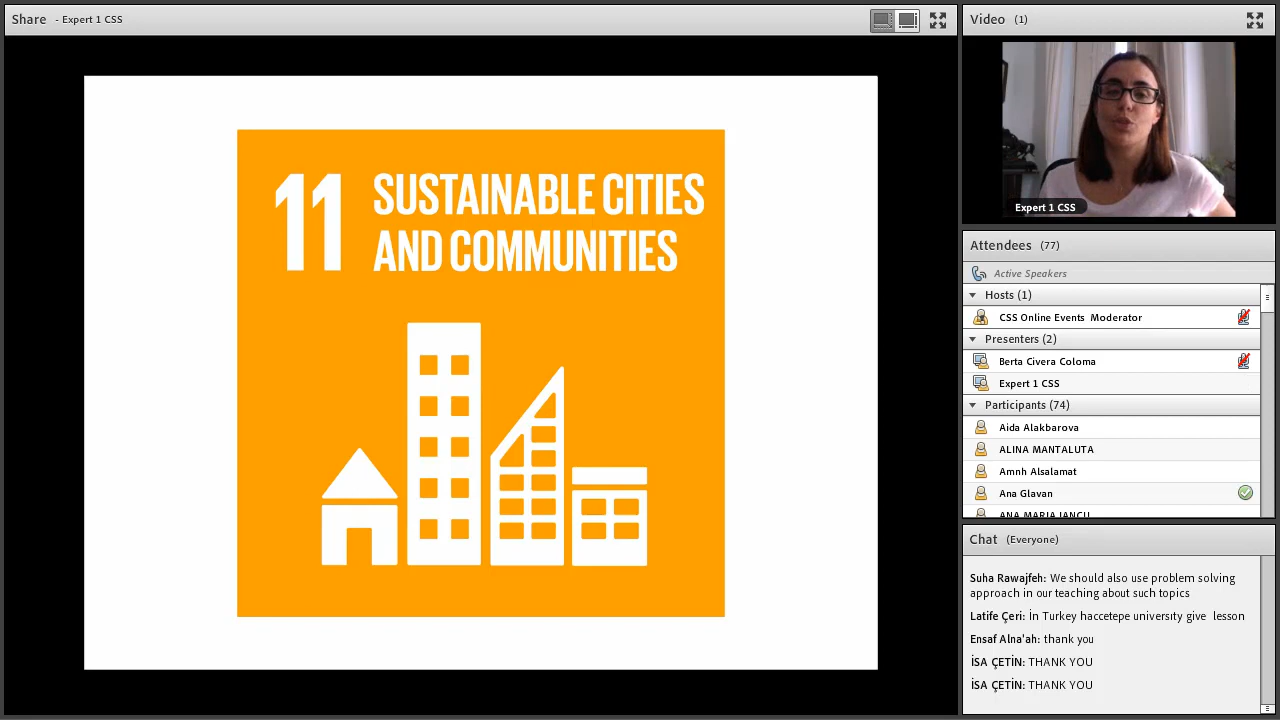 Share - Expert 1 CSS
11 SUSTAINABLE CITIES
AND COMMUNITIES
Video (1)
Expert 1 CSS
Attendees (77)
Active Speakers
Hosts (1)
CSS Online Events Moderator
Presenters (2)
Berta Civera Coloma
Expert 1 CSS
Participants (74)
Aida Alakbarova
ALINA MANTALUTA
Amnh Alsalamat
Ana Glavan
ANA MARIA IANCU
Chat (Everyone)
Suha Rawajfeh: We should also use problem solving
approach in our teaching about such topics
Latife Çeri: İn Turkey haccetepe universıty give lesson
Ensaf Alna'ah: thank you
İSA ÇETİN: THANK YOU
İSA ÇETİN: THANK YOU